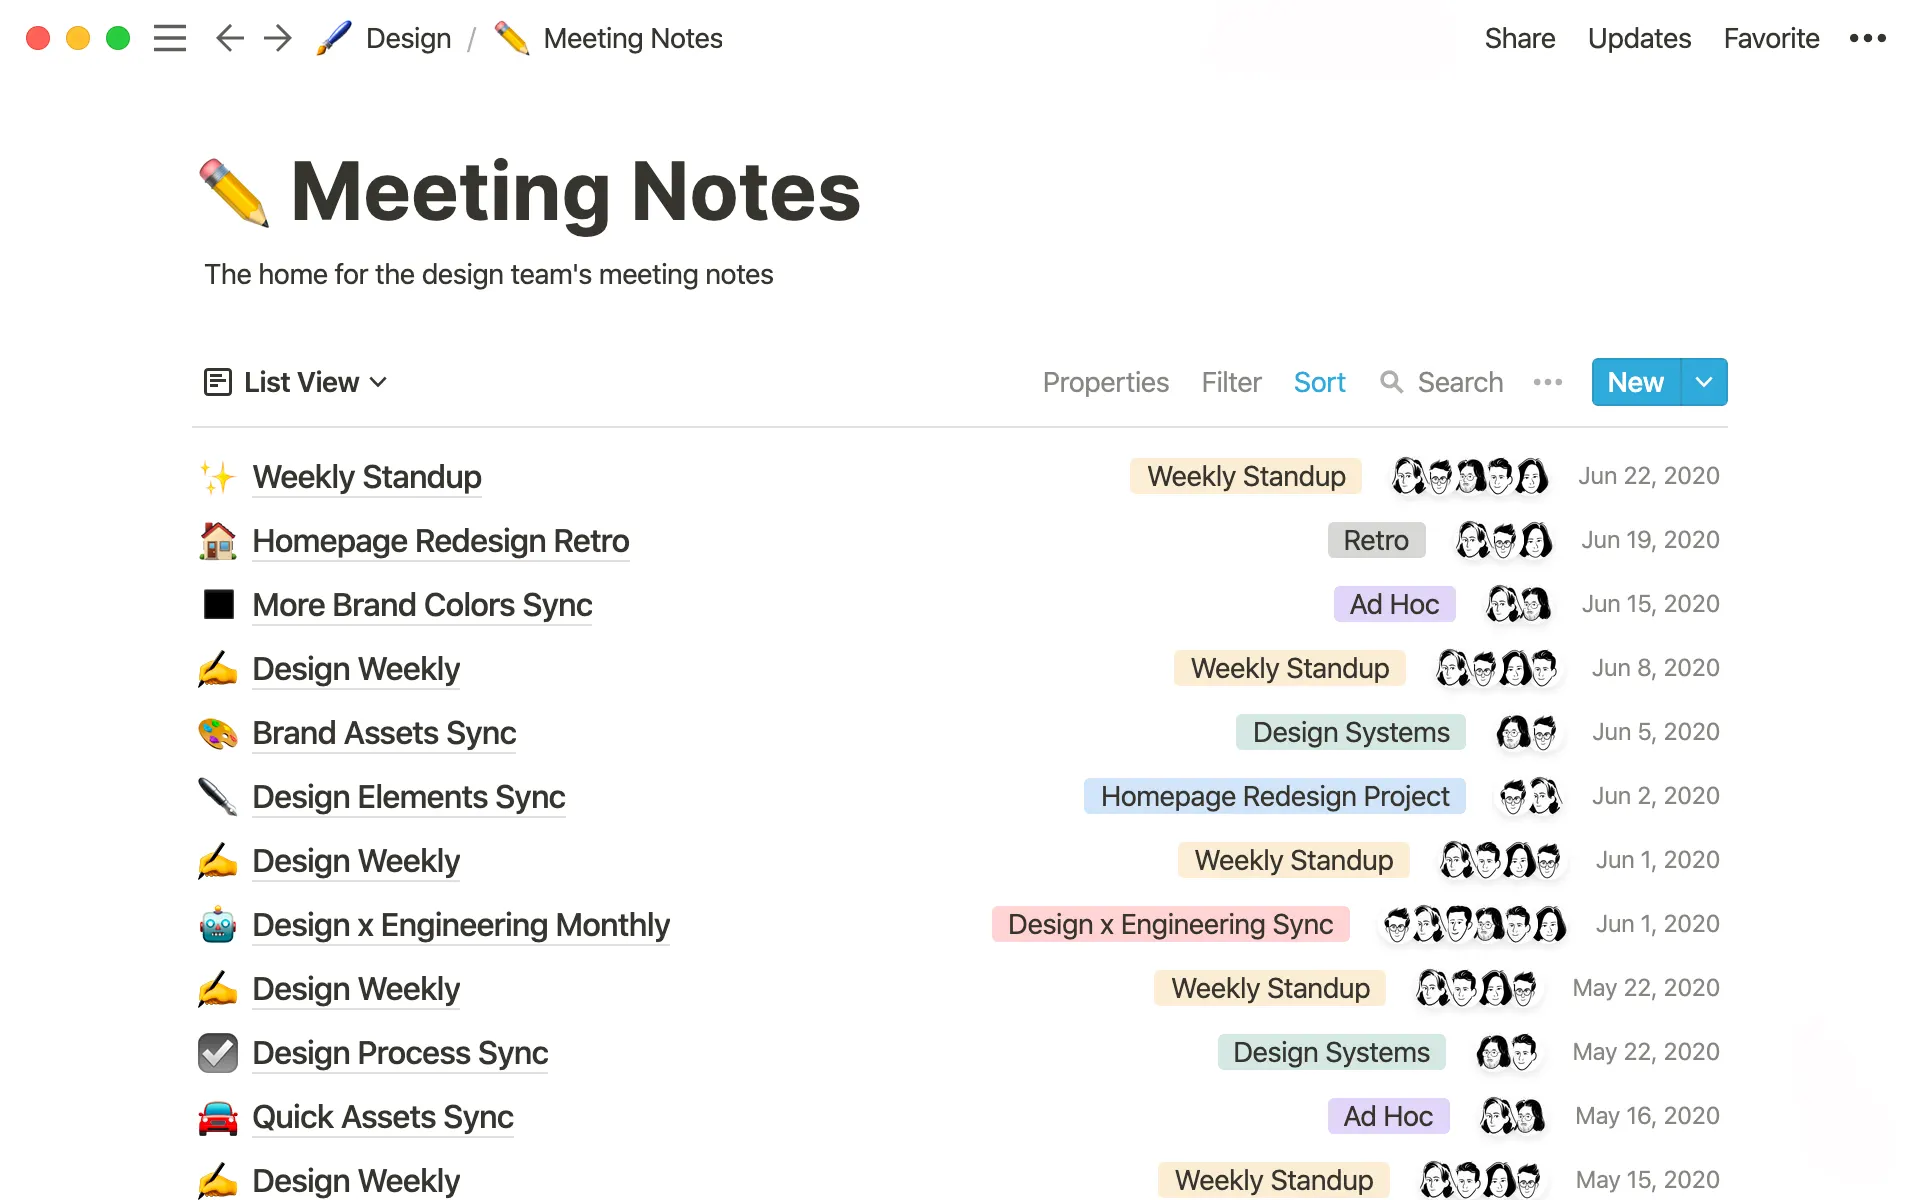 Design / Meeting Notes Share Updates Favorite
Meeting Notes
The home for the design team's meeting notes
List View Properties Filter Sort Search New
Weekly Standup Weekly Standup Jun 22, 2020
Homepage Redesign Retro Retro Jun 19, 2020
More Brand Colors Sync Ad Hoc Jun 15, 2020
Design Weekly Weekly Standup Jun 8, 2020
Brand Assets Sync Design Systems Jun 5, 2020
Design Elements Sync Homepage Redesign Project Jun 2, 2020
Design Weekly Weekly Standup Jun 1, 2020
Design x Engineering Monthly Design x Engineering Sync Jun 1, 2020
Design Weekly Weekly Standup May 22, 2020
Design Process Sync Design Systems May 22, 2020
Quick Assets Sync Ad Hoc May 16, 2020
Design Weekly Weekly Standup May 15, 2020